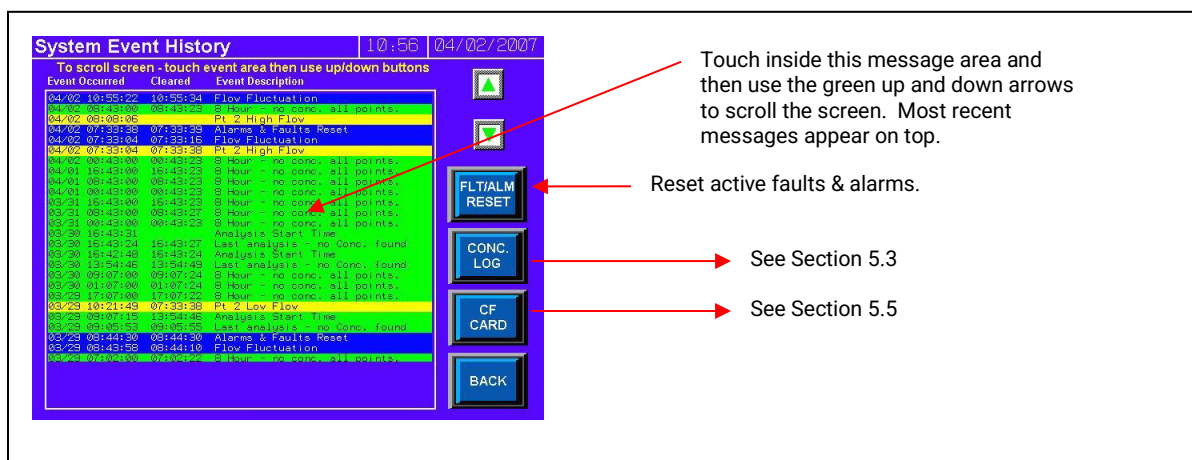 System Event History 10:56 04/02/2007
To scroll screen - touch event area then use up/down buttons
Event Occurred Cleared Event Description
04/02 10:55:22 10:55:34 Flow Fluctuation
04/02 08:43:00 08:43:23 8 Hour - no conc. all points.
04/02 08:08:06 Pt 2 High Flow
04/02 07:33:38 07:33:39 Alarms & Faults Reset
04/02 07:33:04 07:33:16 Flow Fluctuation
04/02 07:33:04 07:33:38 Pt 2 High Flow
04/02 00:43:00 00:43:23 8 Hour - no conc. all points.
04/01 16:43:00 16:43:23 8 Hour - no conc. all points.
04/01 08:43:00 08:43:23 8 Hour - no conc. all points.
04/01 00:43:00 00:43:23 8 Hour - no conc. all points.
03/31 16:43:00 16:43:23 8 Hour - no conc. all points.
03/31 08:43:00 08:43:27 8 Hour - no conc. all points.
03/31 00:43:00 00:43:23 8 Hour - no conc. all points.
03/30 16:43:31 Analysis Start Time
03/30 16:43:24 16:43:27 Last analysis - no Conc. found
03/30 16:42:48 16:43:24 Analysis Start Time
03/30 13:54:46 13:54:49 Last analysis - no Conc. found
03/30 09:07:00 09:07:24 8 Hour - no conc. all points.
03/30 01:07:00 01:07:24 8 Hour - no conc. all points.
03/29 17:07:00 17:07:22 8 Hour - no conc. all points.
03/29 10:21:49 07:33:38 Pt 2 Low Flow
03/29 09:07:15 13:54:46 Analysis Start Time
03/29 09:05:53 09:05:55 Last analysis - no Conc. found
03/29 08:44:30 08:44:30 Alarms & Faults Reset
03/29 08:43:58 08:44:10 Flow Fluctuation
03/29 07:02:00 07:02:22 8 Hour - no conc. all points.
FLT/ALM
RESET
CONC.
LOG
CF
CARD
BACK
Touch inside this message area and
then use the green up and down arrows
to scroll the screen. Most recent
messages appear on top.
Reset active faults & alarms.
See Section 5.3
See Section 5.5